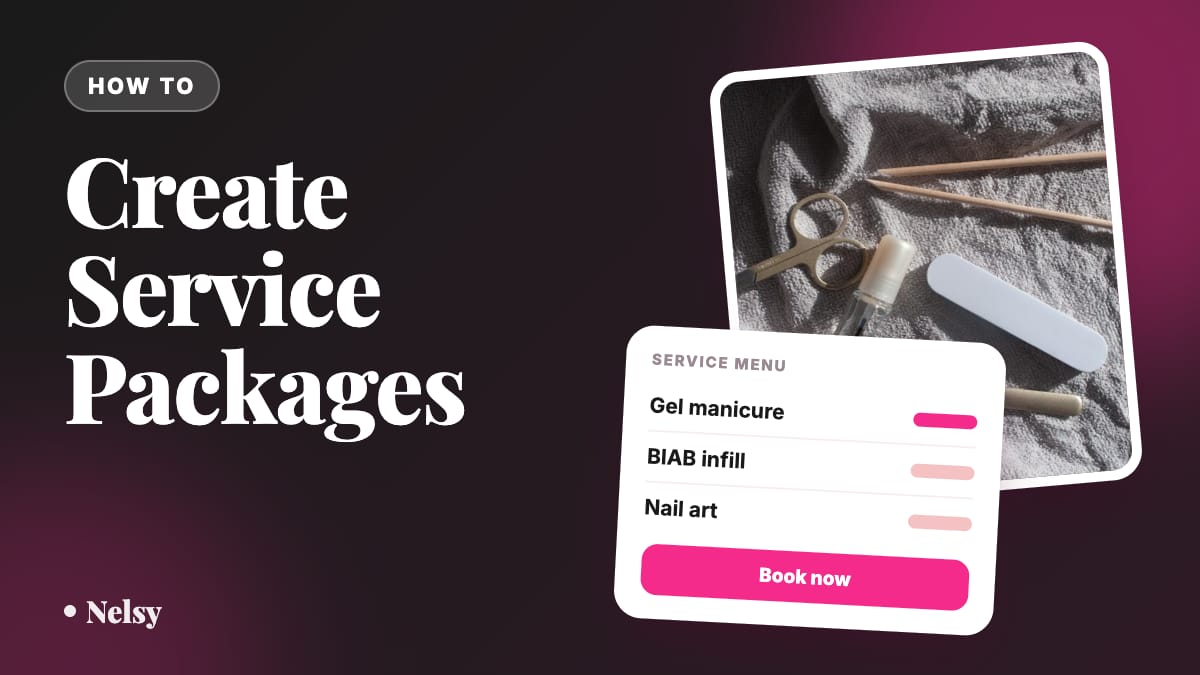 HOW TO
Create
Service
Packages
SERVICE MENU
Gel manicure
BIAB infill
Nail art
Book now
Nelsy